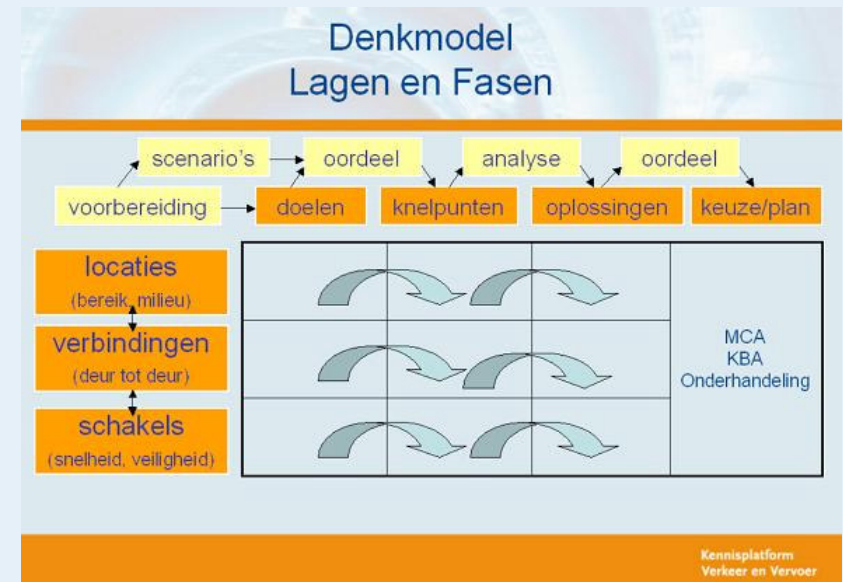 Denkmodel
Lagen en Fasen
scenario's
oordeel
analyse
oordeel
voorbereiding
doelen
knelpunten
oplossingen
keuze/plan
locaties
(bereik, milieu)
verbindingen
(deur tot deur)
schakels
(snelheid, veiligheid)
MCA
KBA
Onderhandeling
Kennisplatform
Verkeer en Vervoer